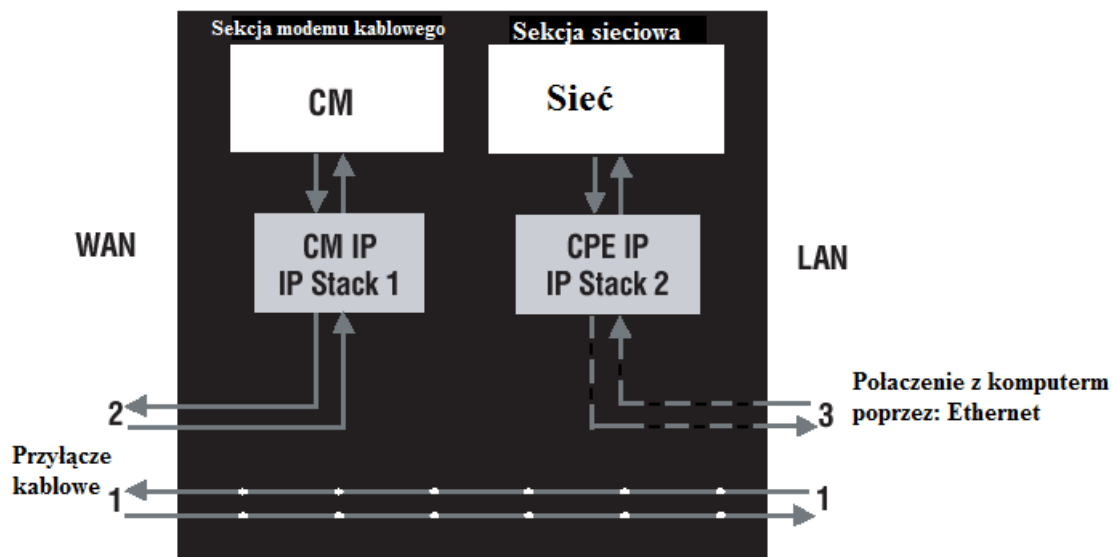 Sekcja modemu kablowego
Sekcja sieciowa
CM
Sieć
WAN
CM IP
IP Stack 1
CPE IP
IP Stack 2
LAN
2
Przyłącze
kablowe
1
3
Połaczenie z komputerm
poprzez: Ethernet
1